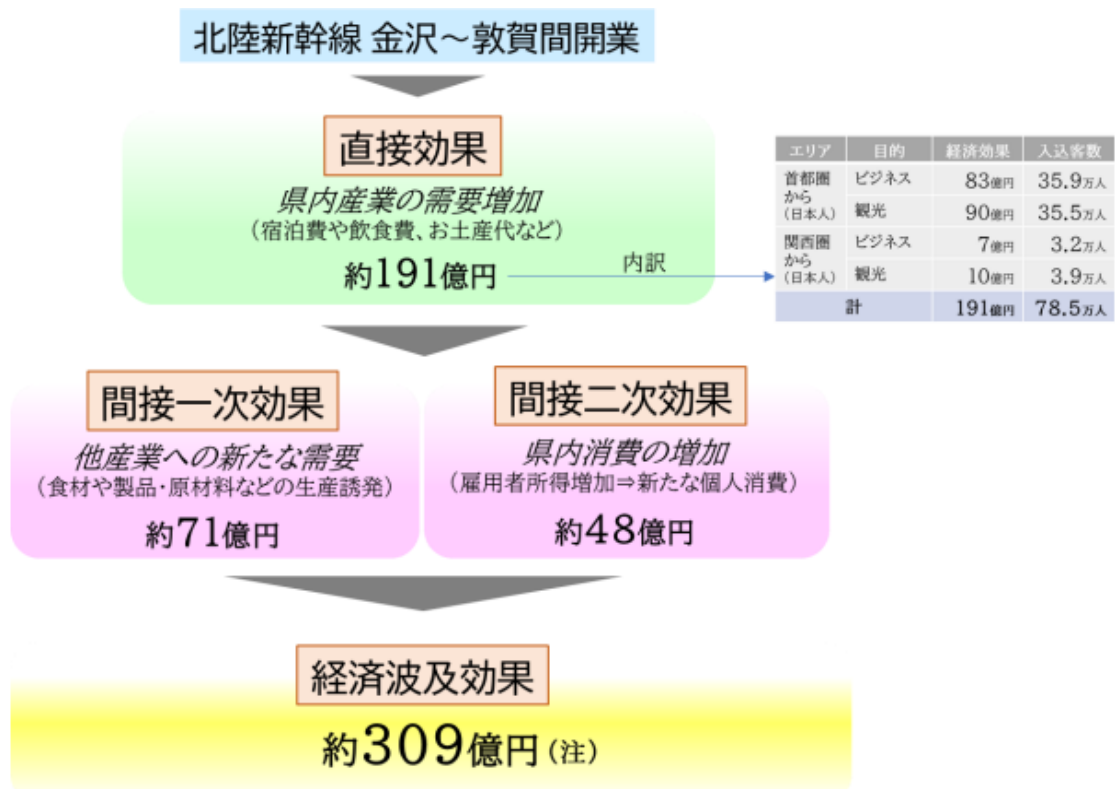 北陸新幹線 金沢～敦賀間開業
直接効果
県内産業の需要増加
(宿泊費や飲食費、お土産代など)
約191億円
内訳
エリア 目的 経済効果 入込客数
首都圏から(日本人) ビジネス 83億円 35.9万人
観光 90億円 35.5万人
関西圏から(日本人) ビジネス 7億円 3.2万人
観光 10億円 3.9万人
計 191億円 78.5万人
間接一次効果
他産業への新たな需要
(食材や製品・原材料などの生産誘発)
約71億円
間接二次効果
県内消費の増加
(雇用者所得増加⇒新たな個人消費)
約48億円
経済波及効果
約309億円(注)